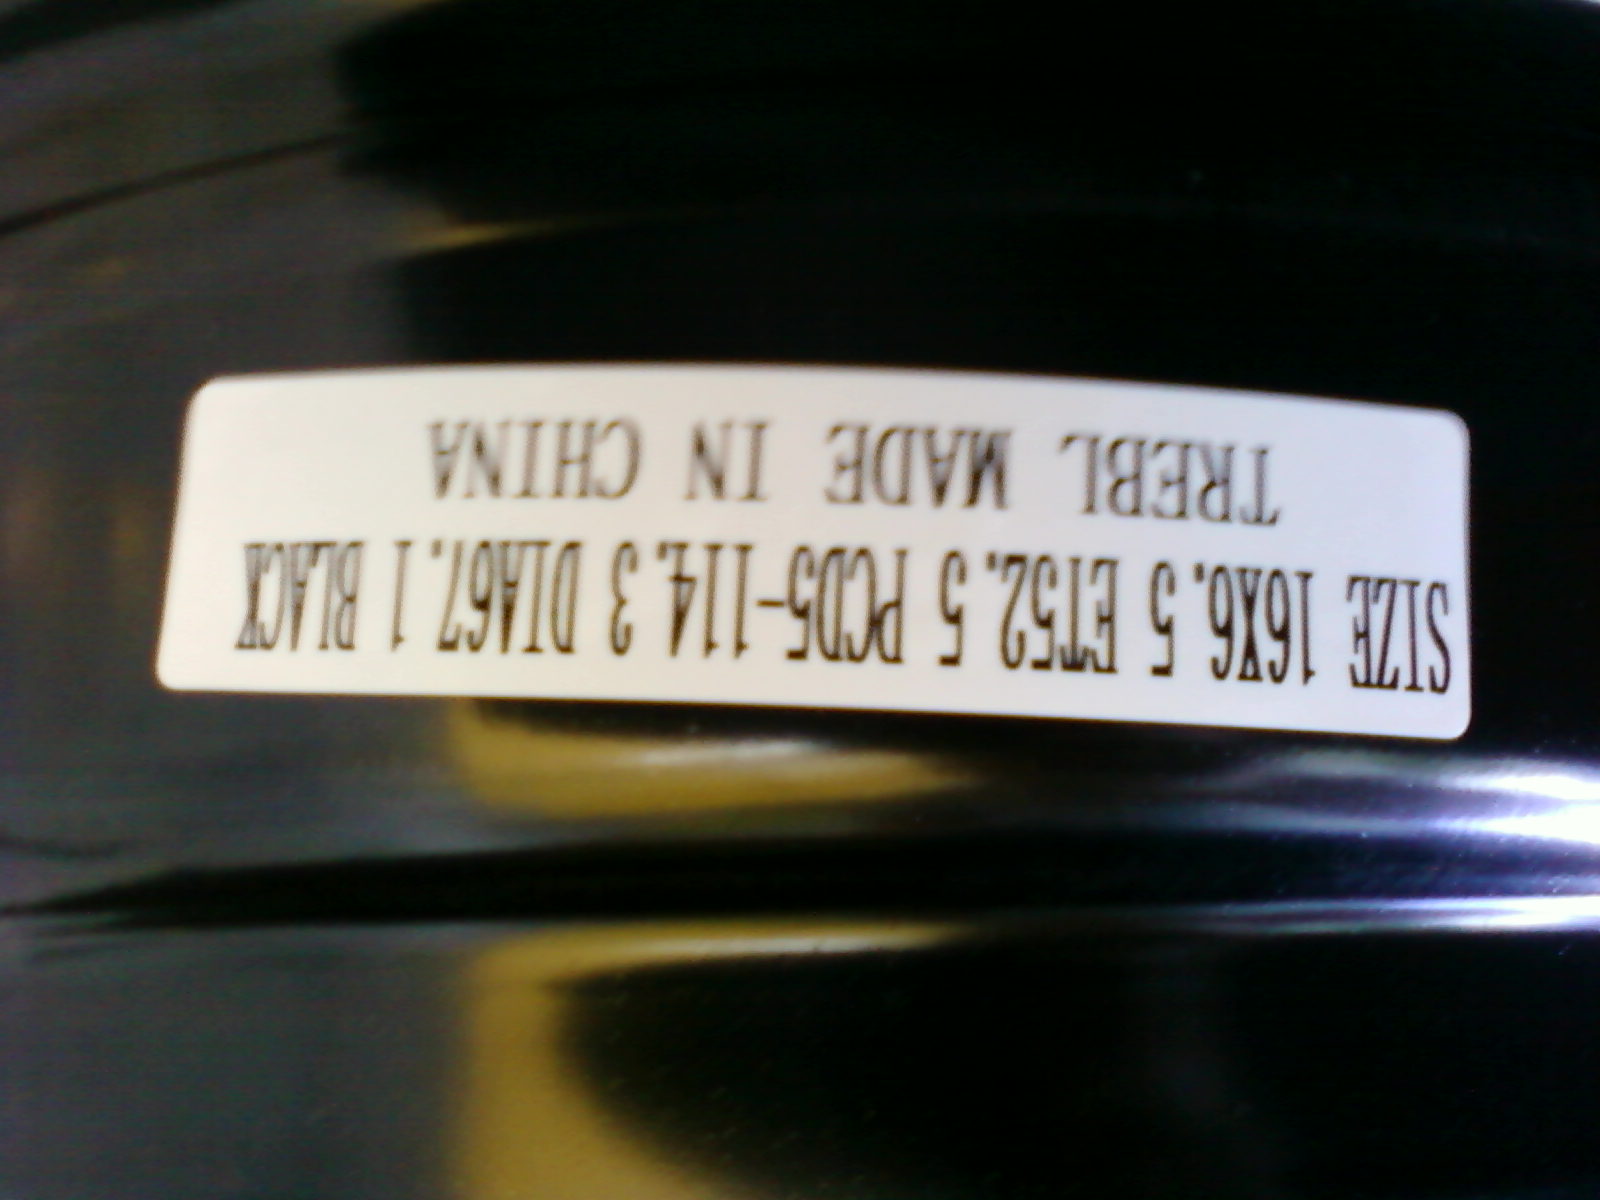 SIZE 16X6.5 ET52.5 PCD5-114.3 DIA67.1 BLACK
TREBL MADE IN CHINA